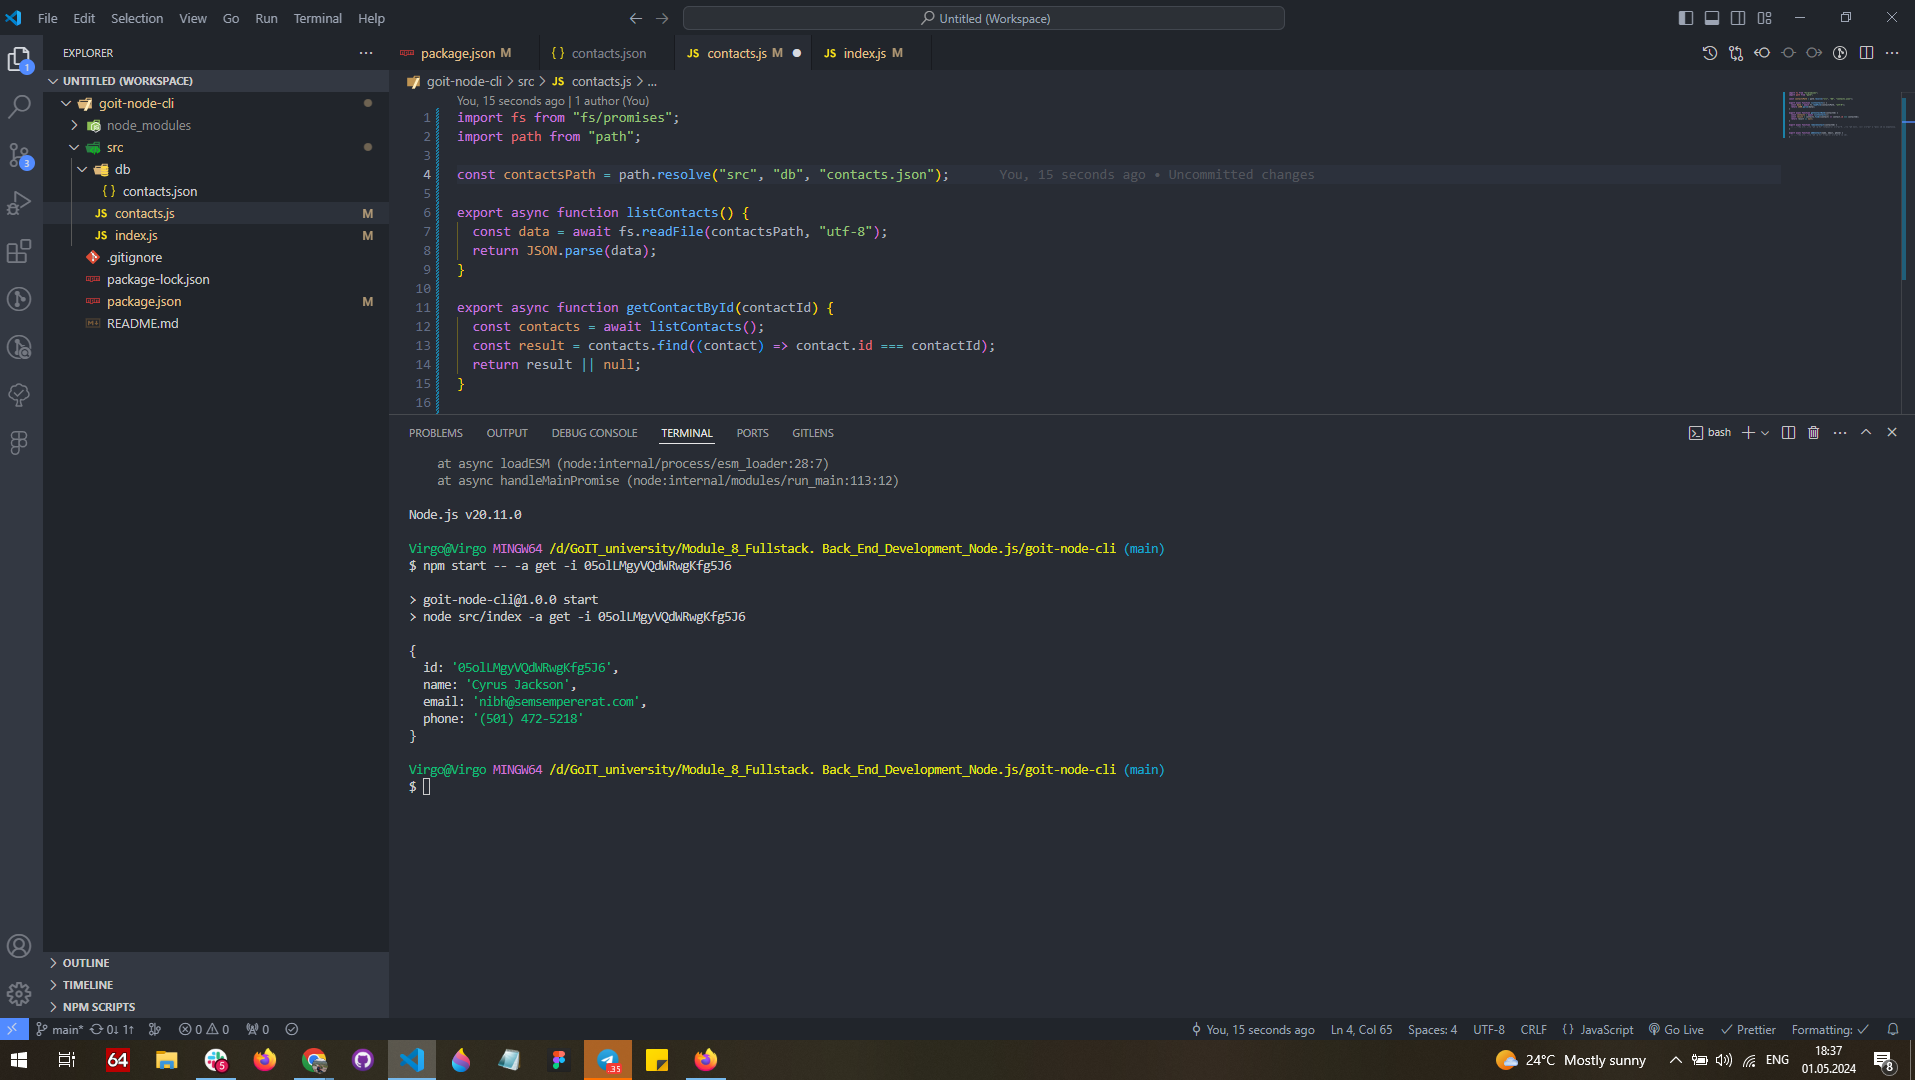 File Edit Selection View Go Run Terminal Help
Untitled (Workspace)
EXPLORER
package.json M
{ } contacts.json
JS contacts.js M
JS index.js M
UNTITLED (WORKSPACE)
goit-node-cli
node_modules
src
db
{ } contacts.json
JS contacts.js M
JS index.js M
.gitignore
package-lock.json
package.json M
README.md
goit-node-cli > src > JS contacts.js > ...
You, 15 seconds ago | 1 author (You)
1 import fs from "fs/promises";
2 import path from "path";
3
4 const contactsPath = path.resolve("src", "db", "contacts.json"); You, 15 seconds ago • Uncommitted changes
5
6 export async function listContacts() {
7 const data = await fs.readFile(contactsPath, "utf-8");
8 return JSON.parse(data);
9 }
10
11 export async function getContactById(contactId) {
12 const contacts = await listContacts();
13 const result = contacts.find((contact) => contact.id === contactId);
14 return result || null;
15 }
16
PROBLEMS OUTPUT DEBUG CONSOLE TERMINAL PORTS GITLENS
bash
at async loadESM (node:internal/process/esm_loader:28:7)
at async handleMainPromise (node:internal/modules/run_main:113:12)
Node.js v20.11.0
Virgo@Virgo MINGW64 /d/GoIT_university/Module_8_Fullstack. Back_End_Development_Node.js/goit-node-cli (main)
$ npm start -- -a get -i 05olLMgyVQdWRwgKfg5J6
> goit-node-cli@1.0.0 start
> node src/index -a get -i 05olLMgyVQdWRwgKfg5J6
{
id: '05olLMgyVQdWRwgKfg5J6',
name: 'Cyrus Jackson',
email: 'nibh@semsempererat.com',
phone: '(501) 472-5218'
}
Virgo@Virgo MINGW64 /d/GoIT_university/Module_8_Fullstack. Back_End_Development_Node.js/goit-node-cli (main)
$
OUTLINE
TIMELINE
NPM SCRIPTS
main* 0↓ 1↑ 0 0 0
You, 15 seconds ago Ln 4, Col 65 Spaces: 4 UTF-8 CRLF { } JavaScript Go Live Prettier Formatting:
1
3
64
5
35
24°C Mostly sunny
ENG
18:37
01.05.2024
8